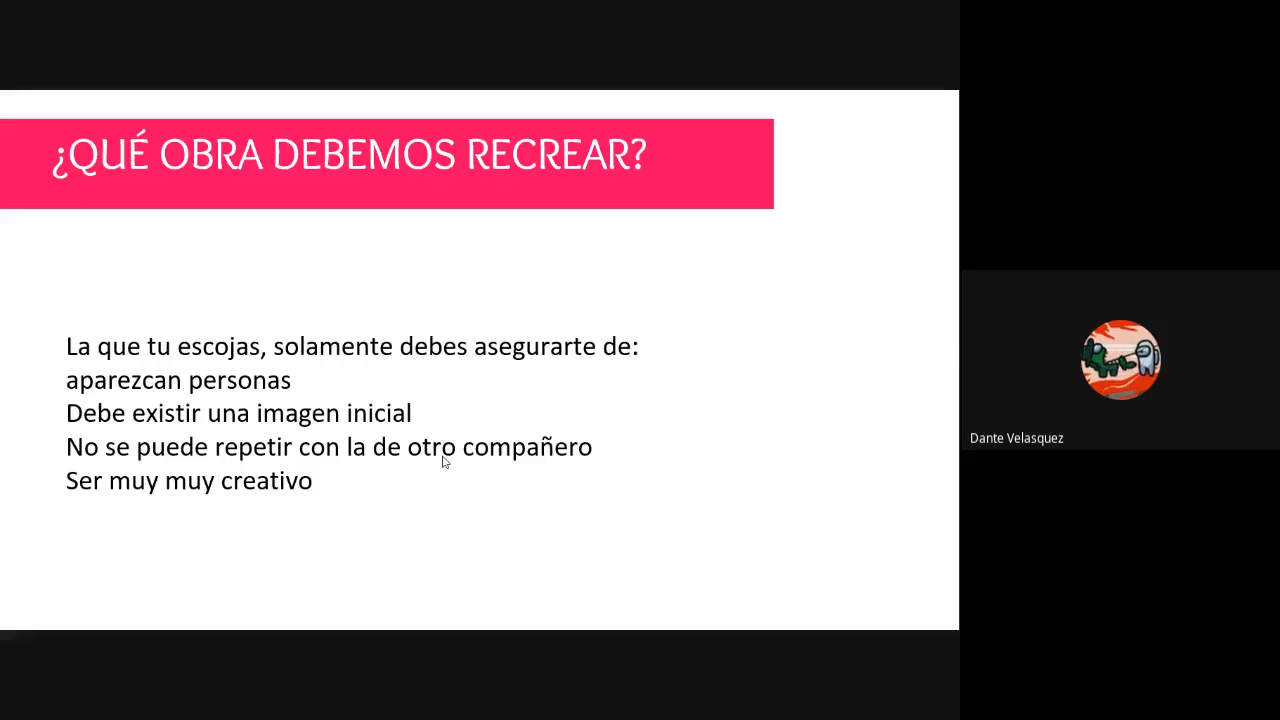 ¿QUÉ OBRA DEBEMOS RECREAR?
La que tu escojas, solamente debes asegurarte de:
aparezcan personas
Debe existir una imagen inicial
No se puede repetir con la de otro compañero
Ser muy muy creativo
Dante Velasquez